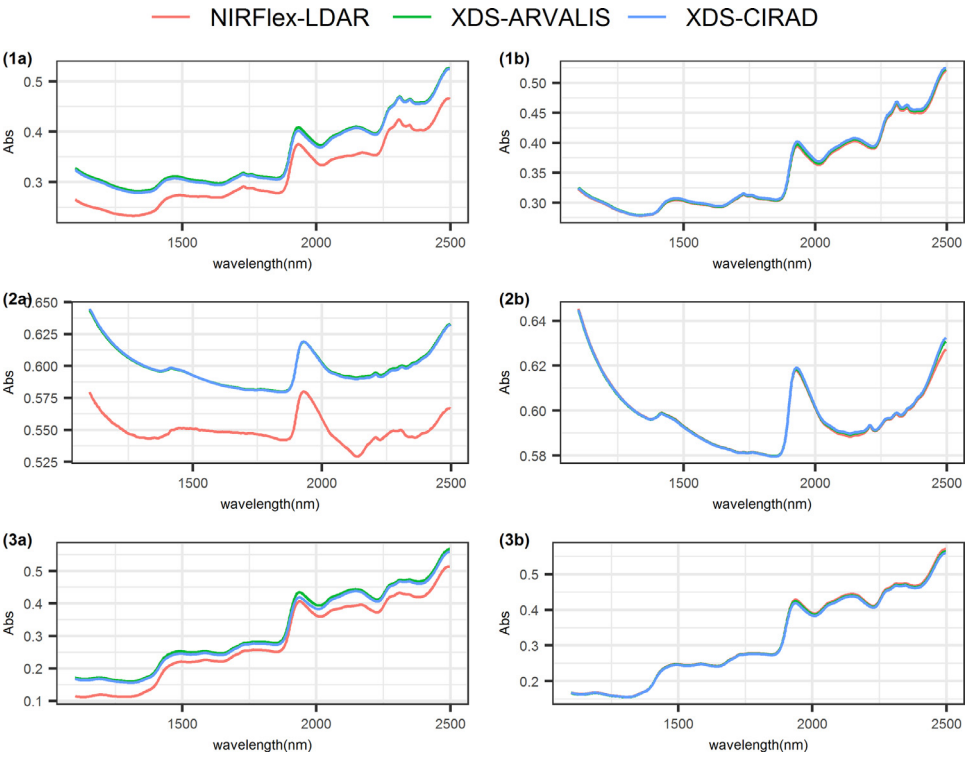 NIRFlex-LDAR XDS-ARVALIS XDS-CIRAD
(1a) (1b)
Abs
0.5
0.4
0.3
1500 2000 2500
wavelength(nm)
Abs
0.50
0.45
0.40
0.35
0.30
1500 2000 2500
wavelength(nm)
(2a) (2b)
Abs
0.650
0.625
0.600
0.575
0.550
0.525
1500 2000 2500
wavelength(nm)
Abs
0.64
0.62
0.60
0.58
1500 2000 2500
wavelength(nm)
(3a) (3b)
Abs
0.5
0.4
0.3
0.2
0.1
1500 2000 2500
wavelength(nm)
Abs
0.5
0.4
0.3
0.2
1500 2000 2500
wavelength(nm)